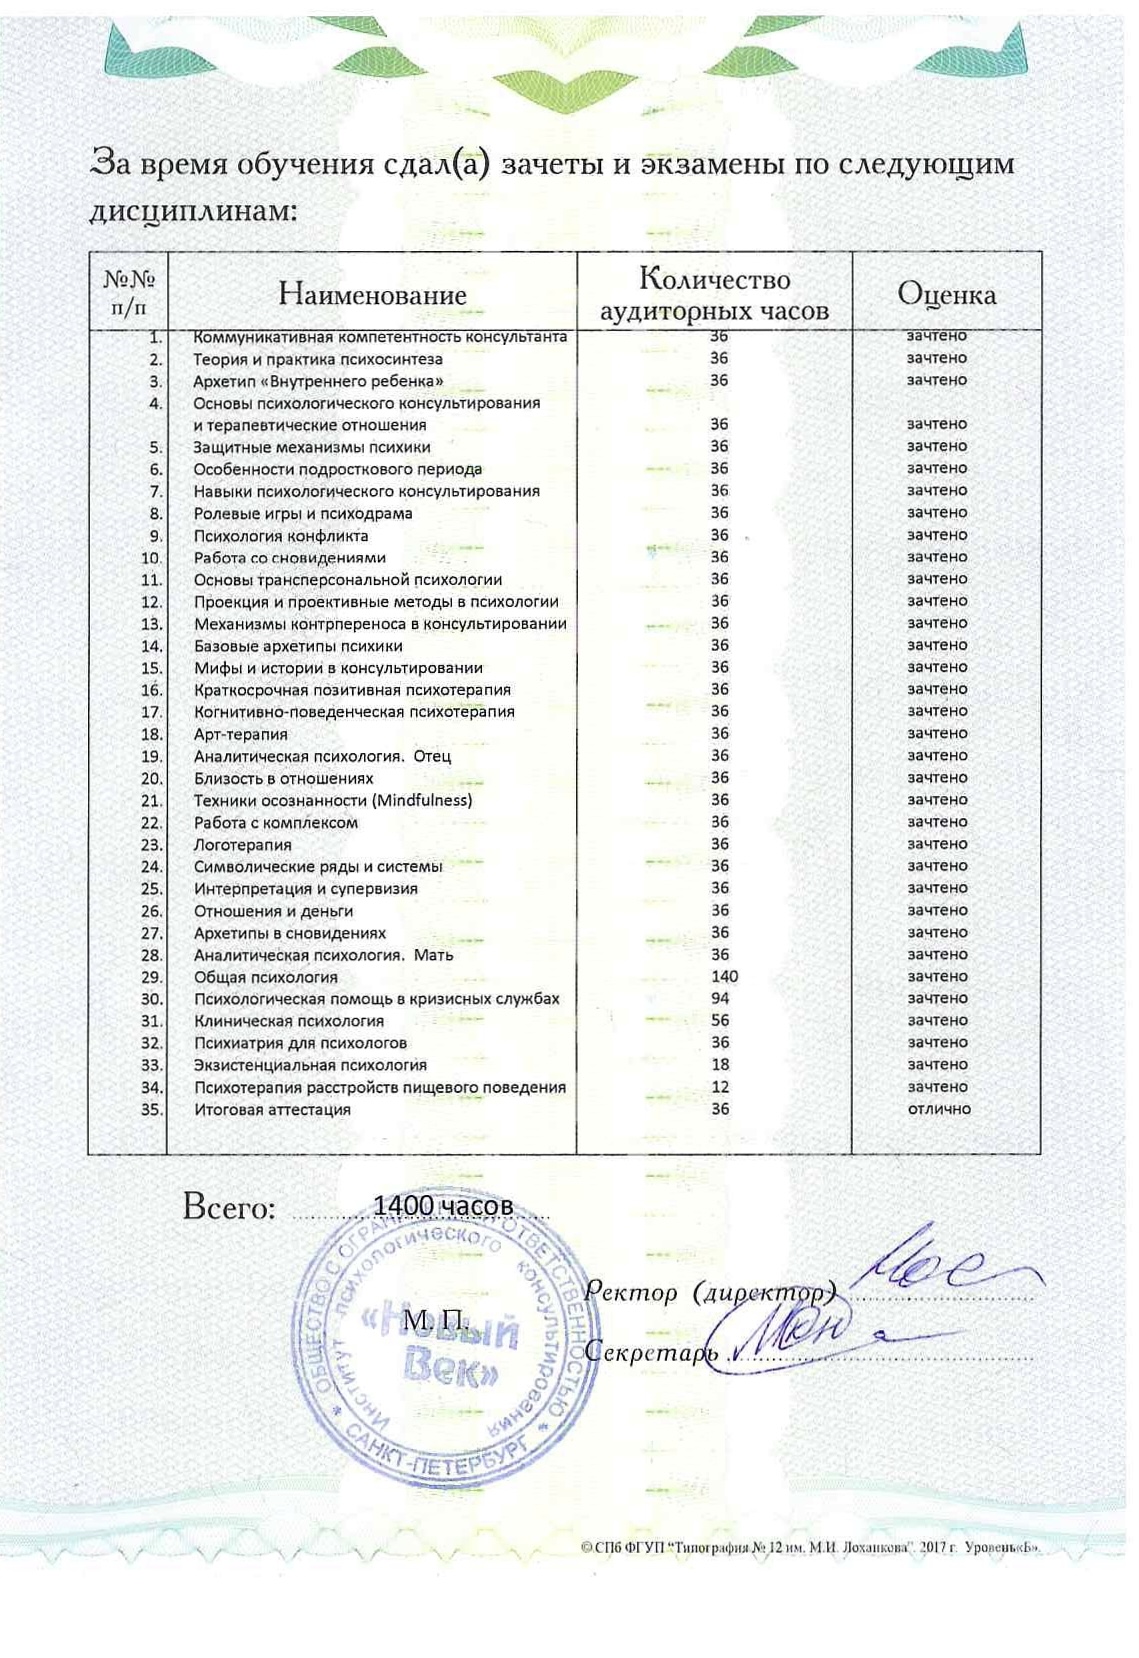 За время обучения сдал(а) зачеты и экзамены по следующим
дисциплинам:
№№ п/п Наименование Количество аудиторных часов Оценка
1. Коммуникативная компетентность консультанта 36 зачтено
2. Теория и практика психосинтеза 36 зачтено
3. Архетип «Внутреннего ребенка» 36 зачтено
4. Основы психологического консультирования
и терапевтические отношения 36 зачтено
5. Защитные механизмы психики 36 зачтено
6. Особенности подросткового периода 36 зачтено
7. Навыки психологического консультирования 36 зачтено
8. Ролевые игры и психодрама 36 зачтено
9. Психология конфликта 36 зачтено
10. Работа со сновидениями 36 зачтено
11. Основы трансперсональной психологии 36 зачтено
12. Проекция и проективные методы в психологии 36 зачтено
13. Механизмы контрпереноса в консультировании 36 зачтено
14. Базовые архетипы психики 36 зачтено
15. Мифы и истории в консультировании 36 зачтено
16. Краткосрочная позитивная психотерапия 36 зачтено
17. Когнитивно-поведенческая психотерапия 36 зачтено
18. Арт-терапия 36 зачтено
19. Аналитическая психология. Отец 36 зачтено
20. Близость в отношениях 36 зачтено
21. Техники осознанности (Mindfulness) 36 зачтено
22. Работа с комплексом 36 зачтено
23. Логотерапия 36 зачтено
24. Символические ряды и системы 36 зачтено
25. Интерпретация и супервизия 36 зачтено
26. Отношения и деньги 36 зачтено
27. Архетипы в сновидениях 36 зачтено
28. Аналитическая психология. Мать 36 зачтено
29. Общая психология 140 зачтено
30. Психологическая помощь в кризисных службах 94 зачтено
31. Клиническая психология 56 зачтено
32. Психиатрия для психологов 36 зачтено
33. Экзистенциальная психология 18 зачтено
34. Психотерапия расстройств пищевого поведения 12 зачтено
35. Итоговая аттестация 36 отлично
Всего: 1400 часов
ОБЩЕСТВО С ОГРАНИЧЕННОЙ ОТВЕТСТВЕННОСТЬЮ
* САНКТ-ПЕТЕРБУРГ *
Институт психологического консультирования
«Новый
Век»
М. П.
Ректор (директор)
Секретарь
© СПб ФГУП "Типография № 12 им. М.И. Лоханкова". 2017 г. Уровень «Б».